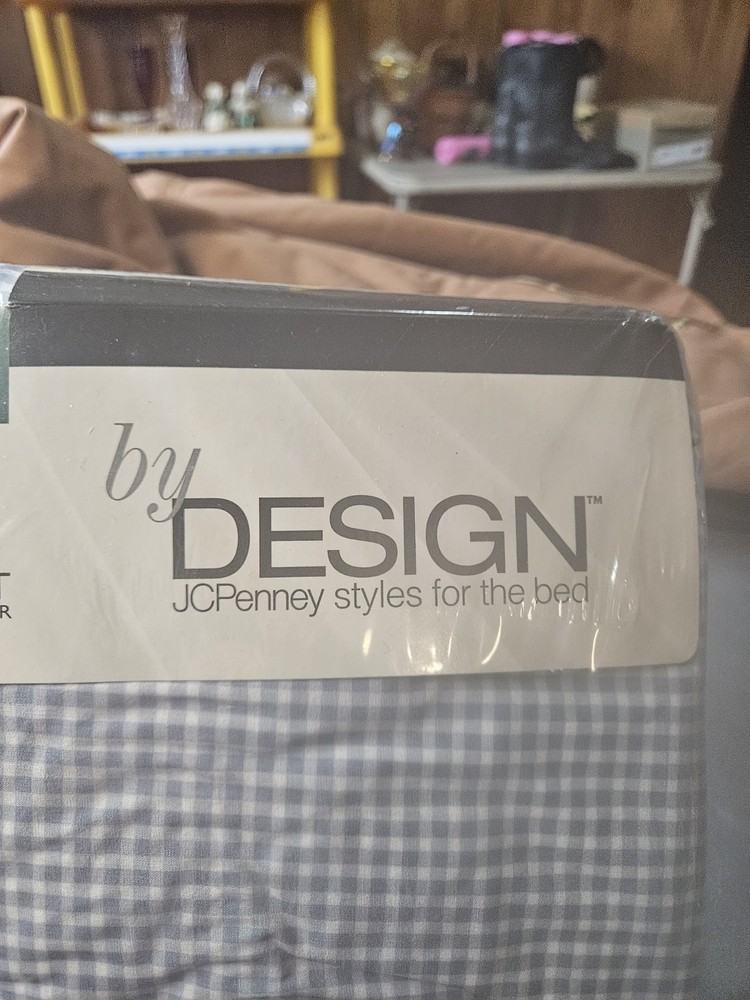 by
DESIGN™
JCPenney styles for the bed
T
R